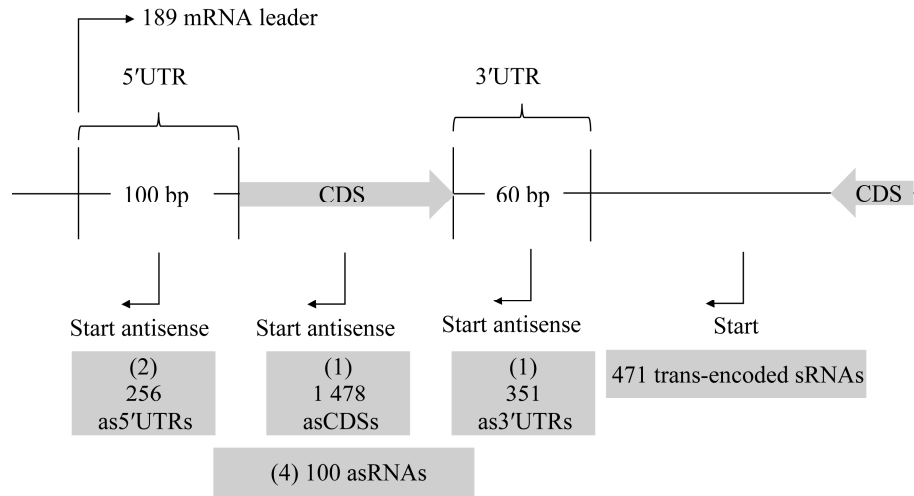 189 mRNA leader
5′UTR
3′UTR
100 bp
CDS
60 bp
CDS
Start antisense
Start antisense
Start antisense
Start
(2)
256
as5′UTRs
(1)
1 478
asCDSs
(1)
351
as3′UTRs
471 trans-encoded sRNAs
(4) 100 asRNAs